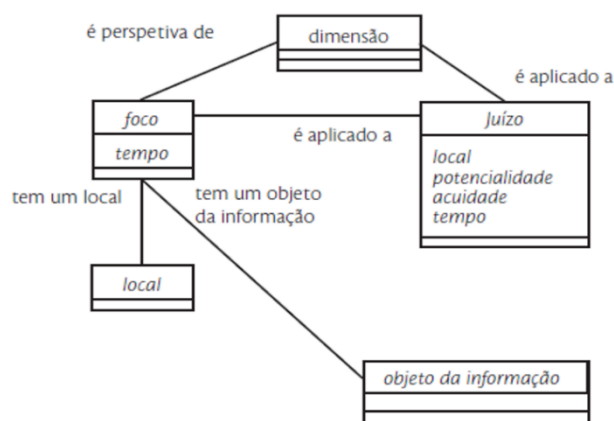 é perspetiva de
dimensão
é aplicado a
foco
tempo
é aplicado a
Juízo
local
potencialidade
acuidade
tempo
tem um local
tem um objeto
da informação
local
objeto da informação